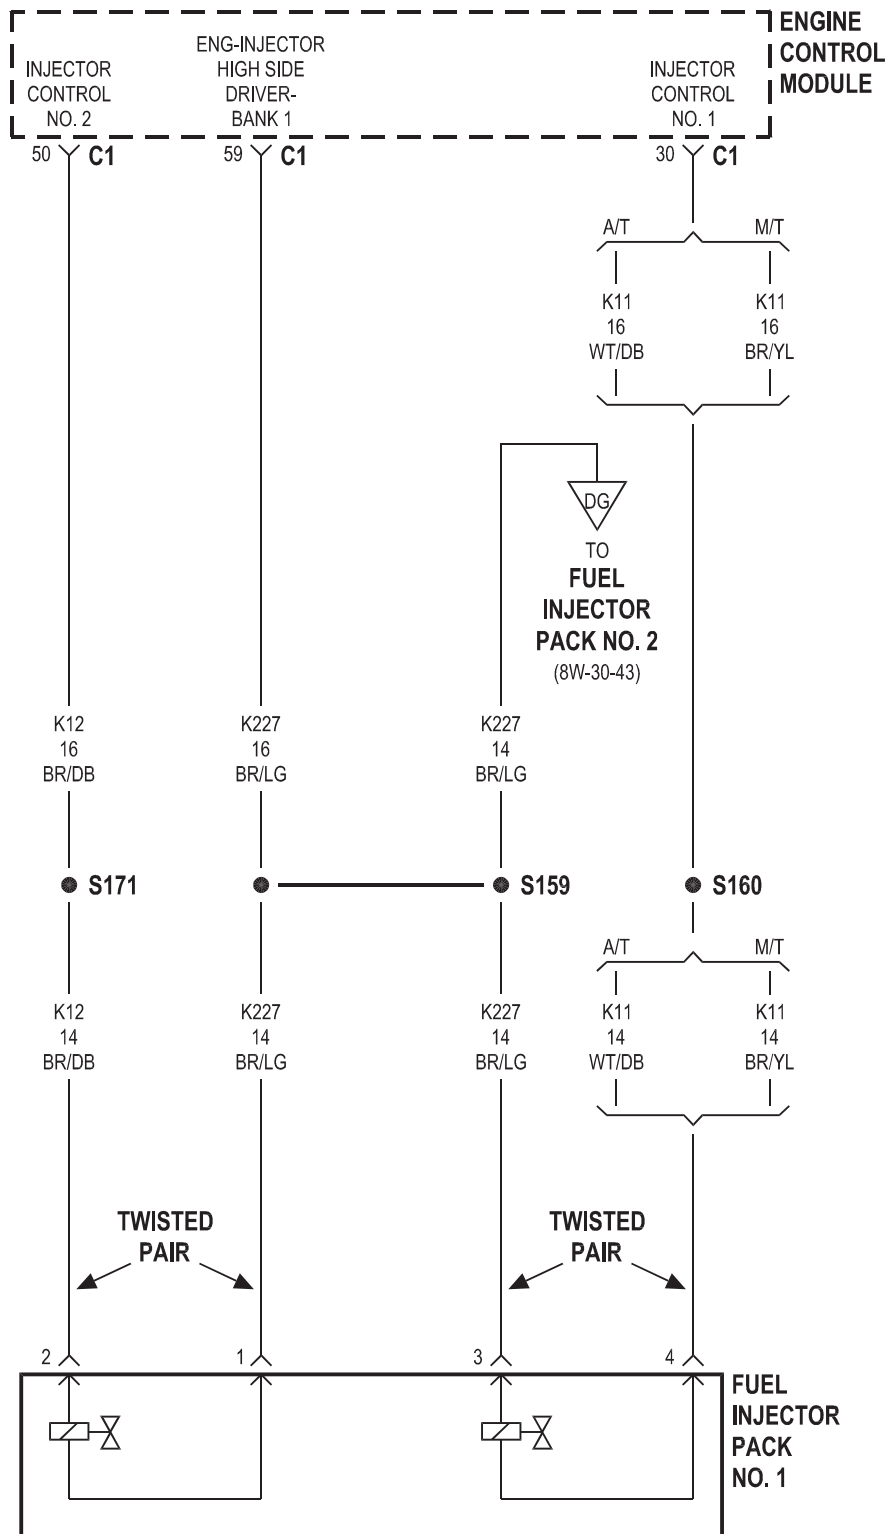 ENGINE
CONTROL
MODULE
INJECTOR
CONTROL
NO. 2
ENG-INJECTOR
HIGH SIDE
DRIVER-
BANK 1
INJECTOR
CONTROL
NO. 1
50 C1
59 C1
30 C1
A/T M/T
K11
16
WT/DB
K11
16
BR/YL
DG
TO
FUEL
INJECTOR
PACK NO. 2
(8W-30-43)
K12
16
BR/DB
K227
16
BR/LG
K227
14
BR/LG
S171
S159
S160
A/T M/T
K12
14
BR/DB
K227
14
BR/LG
K227
14
BR/LG
K11
14
WT/DB
K11
14
BR/YL
TWISTED
PAIR
TWISTED
PAIR
2 1 3 4
FUEL
INJECTOR
PACK
NO. 1